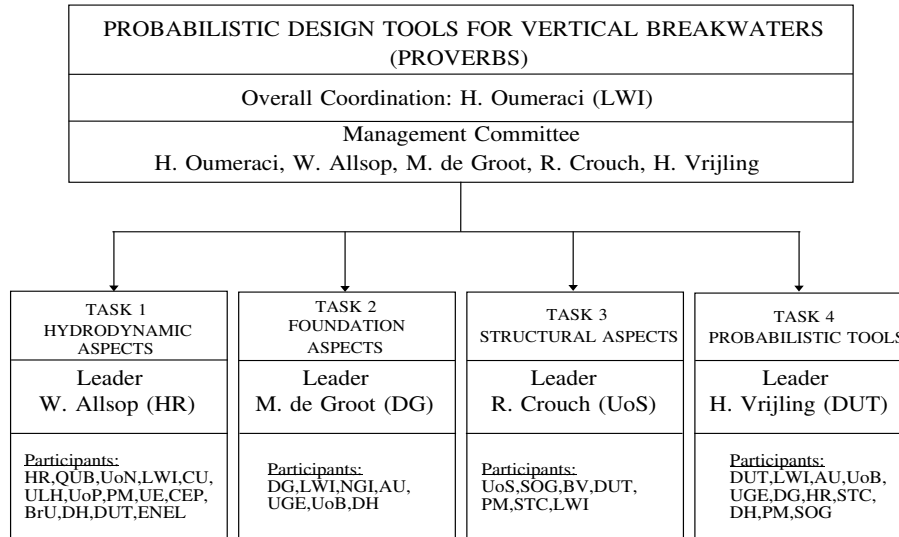 PROBABILISTIC DESIGN TOOLS FOR VERTICAL BREAKWATERS
(PROVERBS)
Overall Coordination: H. Oumeraci (LWI)
Management Committee
H. Oumeraci, W. Allsop, M. de Groot, R. Crouch, H. Vrijling
TASK 1
HYDRODYNAMIC
ASPECTS
Leader
W. Allsop (HR)
Participants:
HR,QUB,UoN,LWI,CU,
ULH,UoP,PM,UE,CEP,
BrU,DH,DUT,ENEL
TASK 2
FOUNDATION
ASPECTS
Leader
M. de Groot (DG)
Participants:
DG,LWI,NGI,AU,
UGE,UoB,DH
TASK 3
STRUCTURAL ASPECTS
Leader
R. Crouch (UoS)
Participants:
UoS,SOG,BV,DUT,
PM,STC,LWI
TASK 4
PROBABILISTIC TOOLS
Leader
H. Vrijling (DUT)
Participants:
DUT,LWI,AU,UoB,
UGE,DG,HR,STC,
DH,PM,SOG